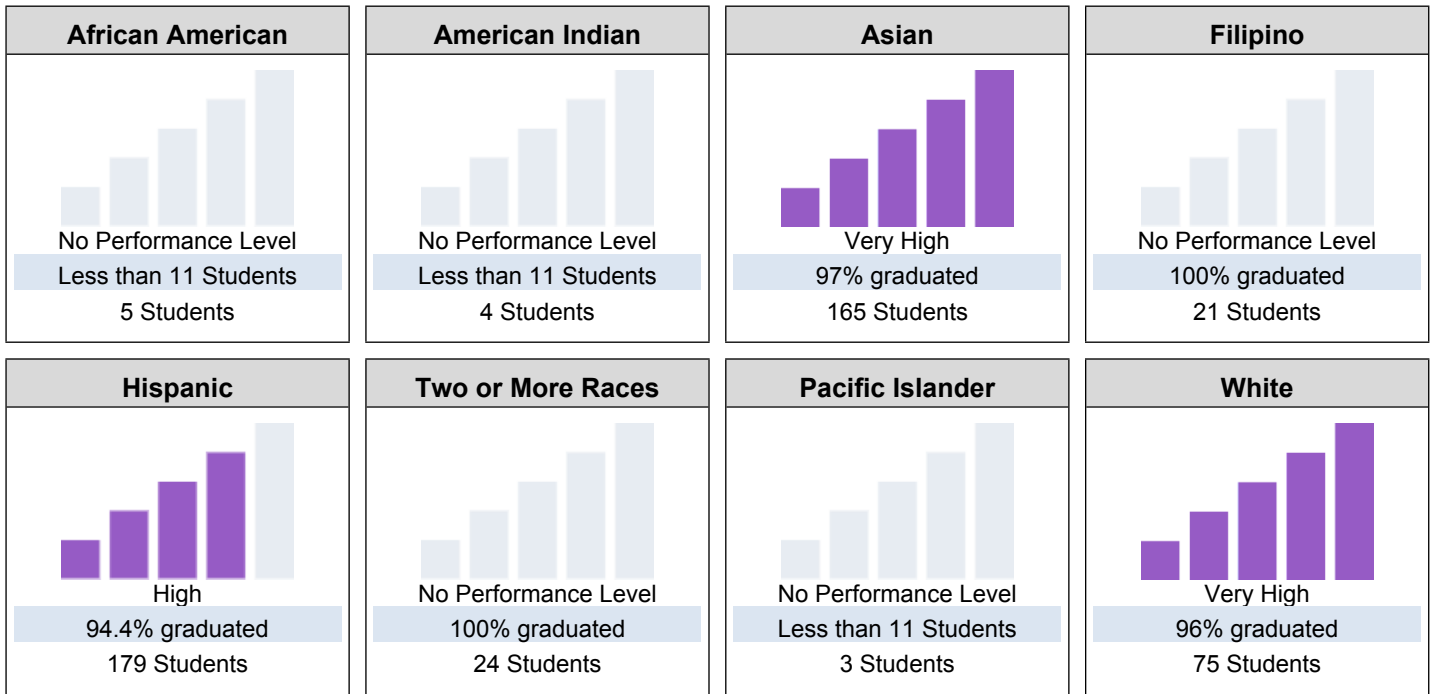 African American
No Performance Level
Less than 11 Students
5 Students
American Indian
No Performance Level
Less than 11 Students
4 Students
Asian
Very High
97% graduated
165 Students
Filipino
No Performance Level
100% graduated
21 Students
Hispanic
High
94.4% graduated
179 Students
Two or More Races
No Performance Level
100% graduated
24 Students
Pacific Islander
No Performance Level
Less than 11 Students
3 Students
White
Very High
96% graduated
75 Students